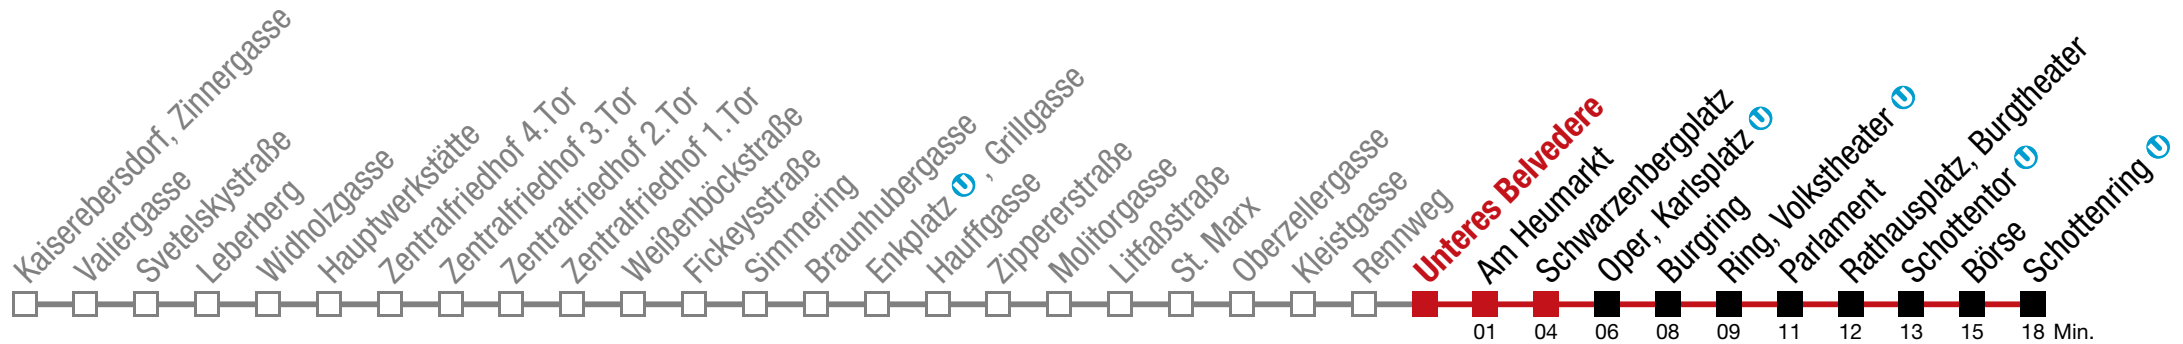 Kaiserebersdorf, Zinnergasse
Valiergasse
Svetelskystraße
Leberberg
Widholzgasse
Hauptwerkstätte
Zentralfriedhof 4.Tor
Zentralfriedhof 3.Tor
Zentralfriedhof 2.Tor
Zentralfriedhof 1.Tor
Weißenböckstraße
Fickeysstraße
Simmering
Braunhubergasse
Enkplatz U, Grillgasse
Hauffgasse
Zippererstraße
Molitorgasse
Litfaßstraße
St. Marx
Oberzellergasse
Kleistgasse
Rennweg
Unteres Belvedere
Am Heumarkt
Schwarzenbergplatz
Oper, Karlsplatz U
Burgring
Ring, Volkstheater U
Parlament
Rathausplatz, Burgtheater
Schottentor U
Börse
Schottenring U
01 04 06 08 09 11 12 13 15 18 Min.